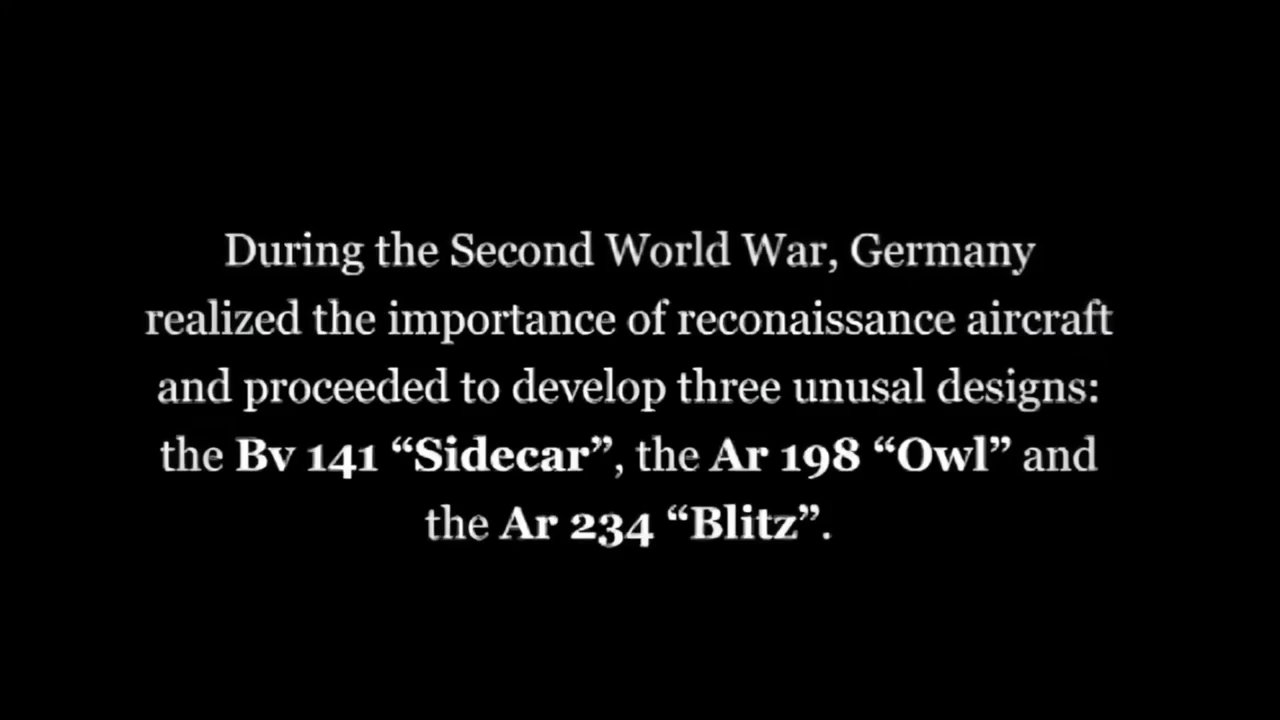 During the Second World War, Germany
realized the importance of reconaissance aircraft
and proceeded to develop three unusal designs:
the Bv 141 “Sidecar”, the Ar 198 “Owl” and
the Ar 234 “Blitz”.